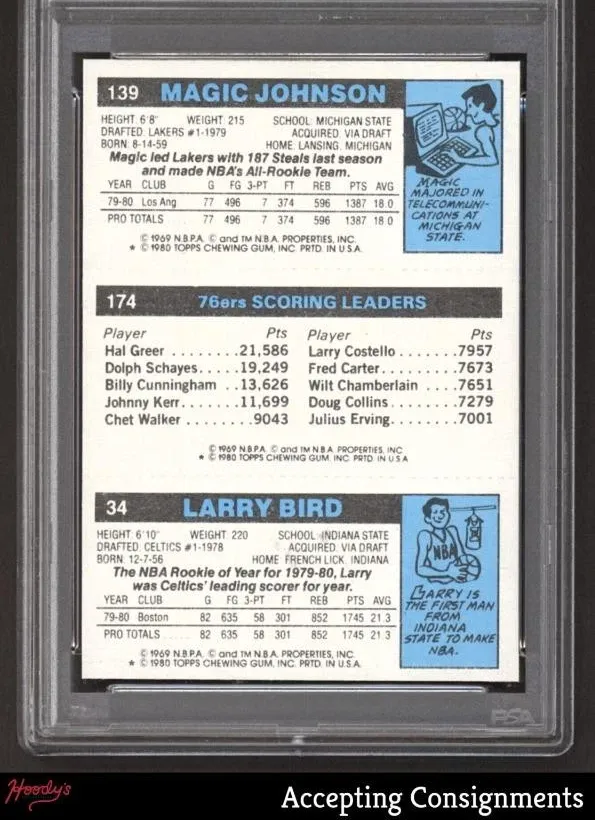 139 MAGIC JOHNSON
HEIGHT 6'8" WEIGHT 215 SCHOOL: MICHIGAN STATE
DRAFTED: LAKERS #1-1979 ACQUIRED: VIA DRAFT
BORN: 8-14-59 HOME: LANSING, MICHIGAN
Magic led Lakers with 187 Steals last season
and made NBA's All-Rookie Team.
YEAR CLUB G FG 3-PT FT REB PTS AVG
79-80 Los Ang 77 496 7 374 596 1387 18.0
PRO TOTALS 77 496 7 374 596 1387 18.0
© 1969 N.B.P.A. © and TM N.B.A. PROPERTIES, INC.
* © 1980 TOPPS CHEWING GUM, INC. PRTD. IN U.S.A.
MAGIC
MAJORED IN
TELECOMMUNI-
CATIONS AT
MICHIGAN
STATE.
174 76ers SCORING LEADERS
Player Pts Player Pts
Hal Greer ........21,586 Larry Costello.......7957
Dolph Schayes.....19,249 Fred Carter.........7673
Billy Cunningham ..13,626 Wilt Chamberlain ....7651
Johnny Kerr.......11,699 Doug Collins........7279
Chet Walker ........9043 Julius Erving........7001
© 1969 N.B.P.A. © and TM N.B.A. PROPERTIES, INC.
* © 1980 TOPPS CHEWING GUM, INC. PRTD. IN U.S.A.
34 LARRY BIRD
HEIGHT: 6'10" WEIGHT: 220 SCHOOL: INDIANA STATE
DRAFTED: CELTICS #1-1978 ACQUIRED: VIA DRAFT
BORN: 12-7-56 HOME: FRENCH LICK, INDIANA
The NBA Rookie of Year for 1979-80, Larry
was Celtics' leading scorer for year.
YEAR CLUB G FG 3-PT FT REB PTS AVG
79-80 Boston 82 635 58 301 852 1745 21.3
PRO TOTALS 82 635 58 301 852 1745 21.3
© 1969 N.B.P.A. © and TM N.B.A. PROPERTIES, INC.
* © 1980 TOPPS CHEWING GUM, INC. PRTD. IN U.S.A.
NBA
LARRY IS
THE FIRST MAN
FROM
INDIANA
STATE TO MAKE
NBA.
PSA
Hoody's
Accepting Consignments